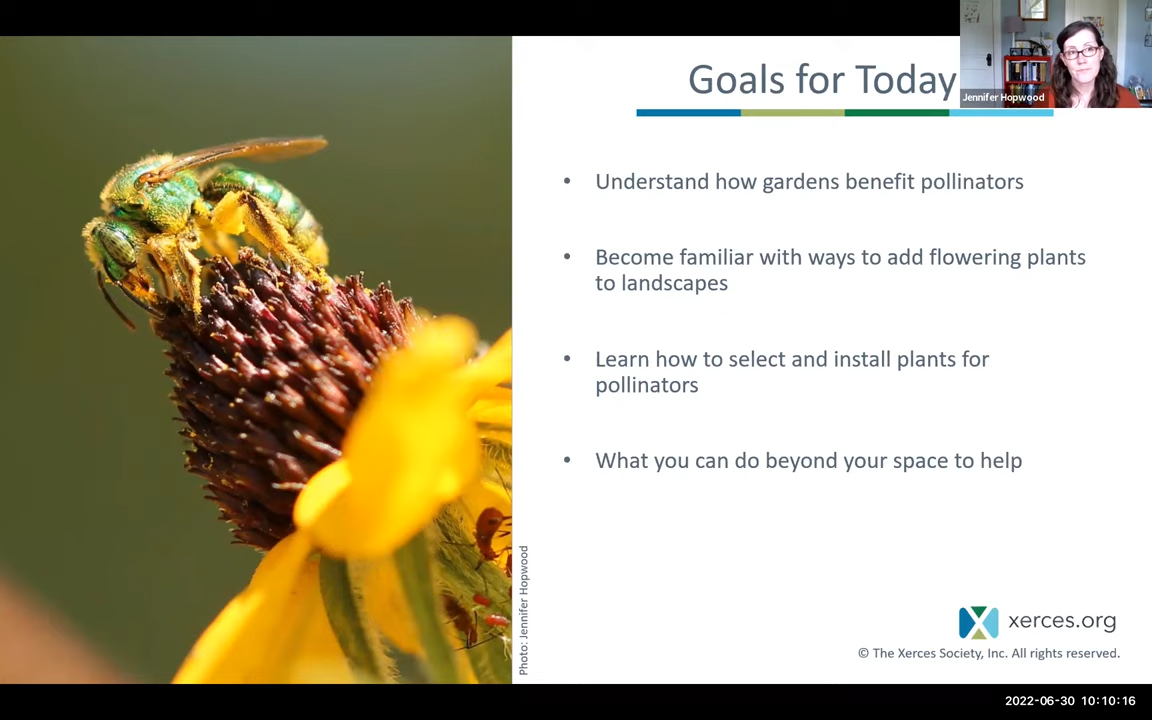 Goals for Today
Jennifer Hopwood
• Understand how gardens benefit pollinators
• Become familiar with ways to add flowering plants
to landscapes
• Learn how to select and install plants for
pollinators
• What you can do beyond your space to help
Photo: Jennifer Hopwood
xerces.org
© The Xerces Society, Inc. All rights reserved.
2022-06-30 10:10:16